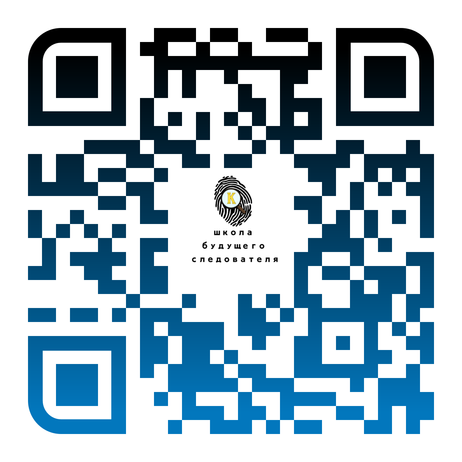 К
школа
будущего
следователя